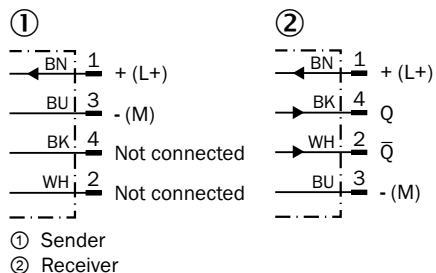 ① ②
BN 1 + (L+)
BU 3 - (M)
BK 4 Not connected
WH 2 Not connected
BN 1 + (L+)
BK 4 Q
WH 2 Q̅
BU 3 - (M)
① Sender
② Receiver